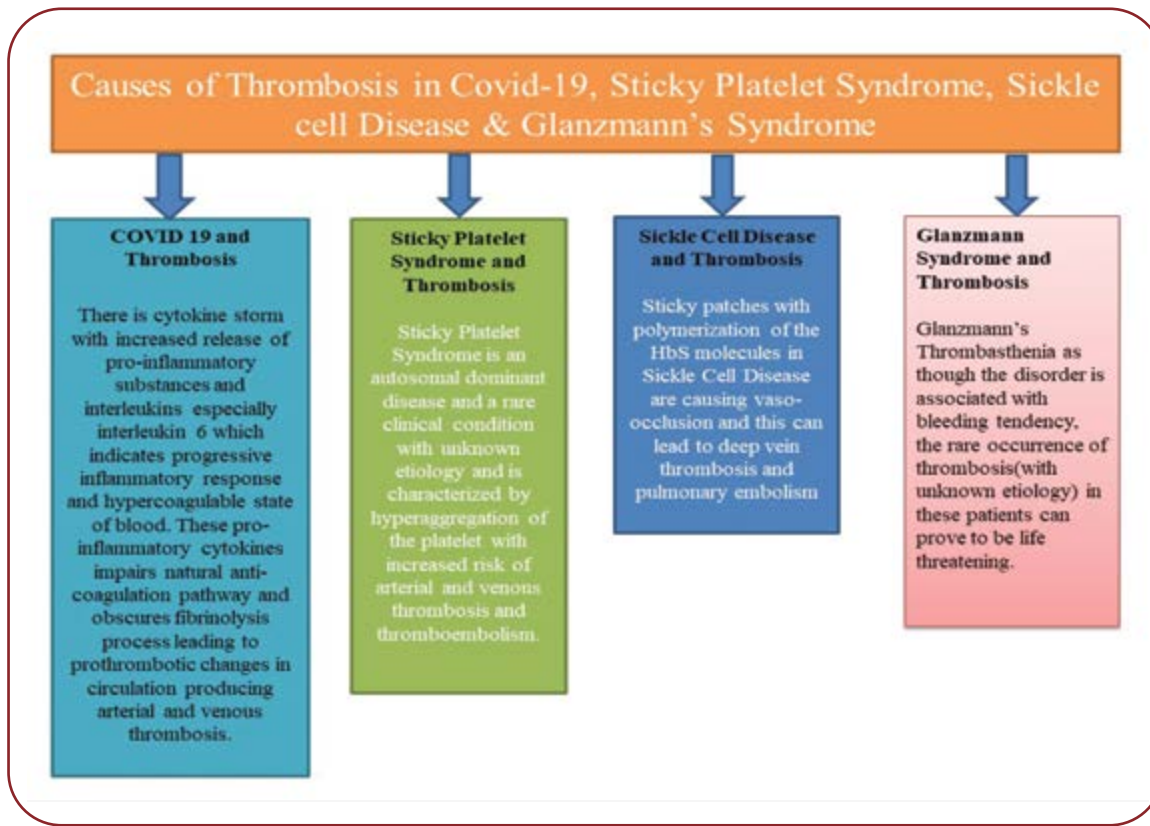 Causes of Thrombosis in Covid-19, Sticky Platelet Syndrome, Sickle
cell Disease & Glanzmann's Syndrome
COVID 19 and
Thrombosis
There is cytokine storm
with increased release of
pro-inflammatory
substances and
interleukins especially
interleukin 6 which
indicates progressive
inflammatory response
and hypercoagulable state
of blood. These pro-
inflammatory cytokines
impairs natural anti-
coagulation pathway and
obscures fibrinolysis
process leading to
prothrombotic changes in
circulation producing
arterial and venous
thrombosis.
Sticky Platelet
Syndrome and
Thrombosis
Sticky Platelet
Syndrome is an
autosomal dominant
disease and a rare
clinical condition
with unknown
etiology and is
characterized by
hyperaggregation of
the platelet with
increased risk of
arterial and venous
thrombosis and
thromboembolism.
Sickle Cell Disease
and Thrombosis
Sticky patches with
polymerization of the
HbS molecules in
Sickle Cell Disease
are causing vaso-
occlusion and this can
lead to deep vein
thrombosis and
pulmonary embolism
Glanzmann
Syndrome and
Thrombosis
Glanzmann's
Thrombasthenia as
though the disorder is
associated with
bleeding tendency,
the rare occurrence of
thrombosis(with
unknown etiology) in
these patients can
prove to be life
threatening.